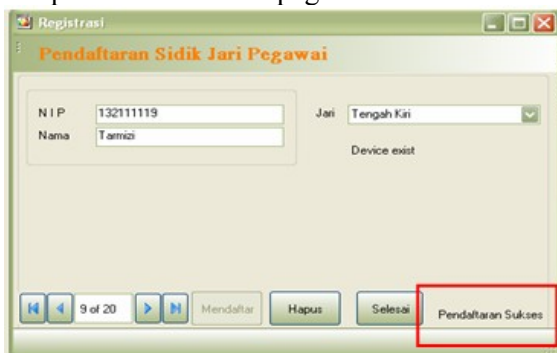 Registrasi
Pendaftaran Sidik Jari Pegawai
NIP 132111119 Jari Tengah Kiri
Nama Tarmizi
Device exist
9 of 20 Mendaftar Hapus Selesai Pendaftaran Sukses